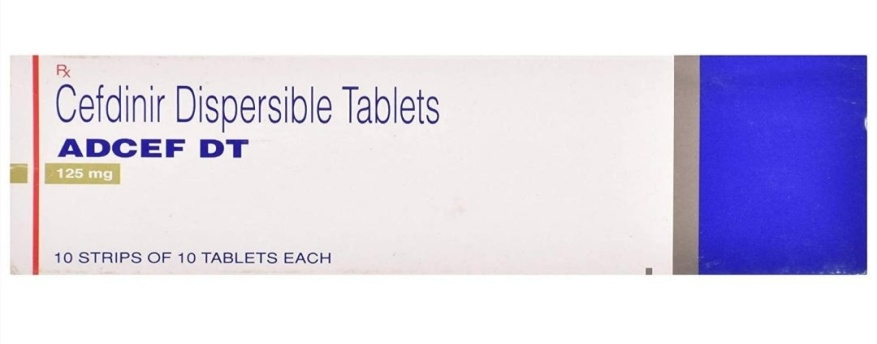 Rx
Cefdinir Dispersible Tablets
ADCEF DT
125 mg
10 STRIPS OF 10 TABLETS EACH